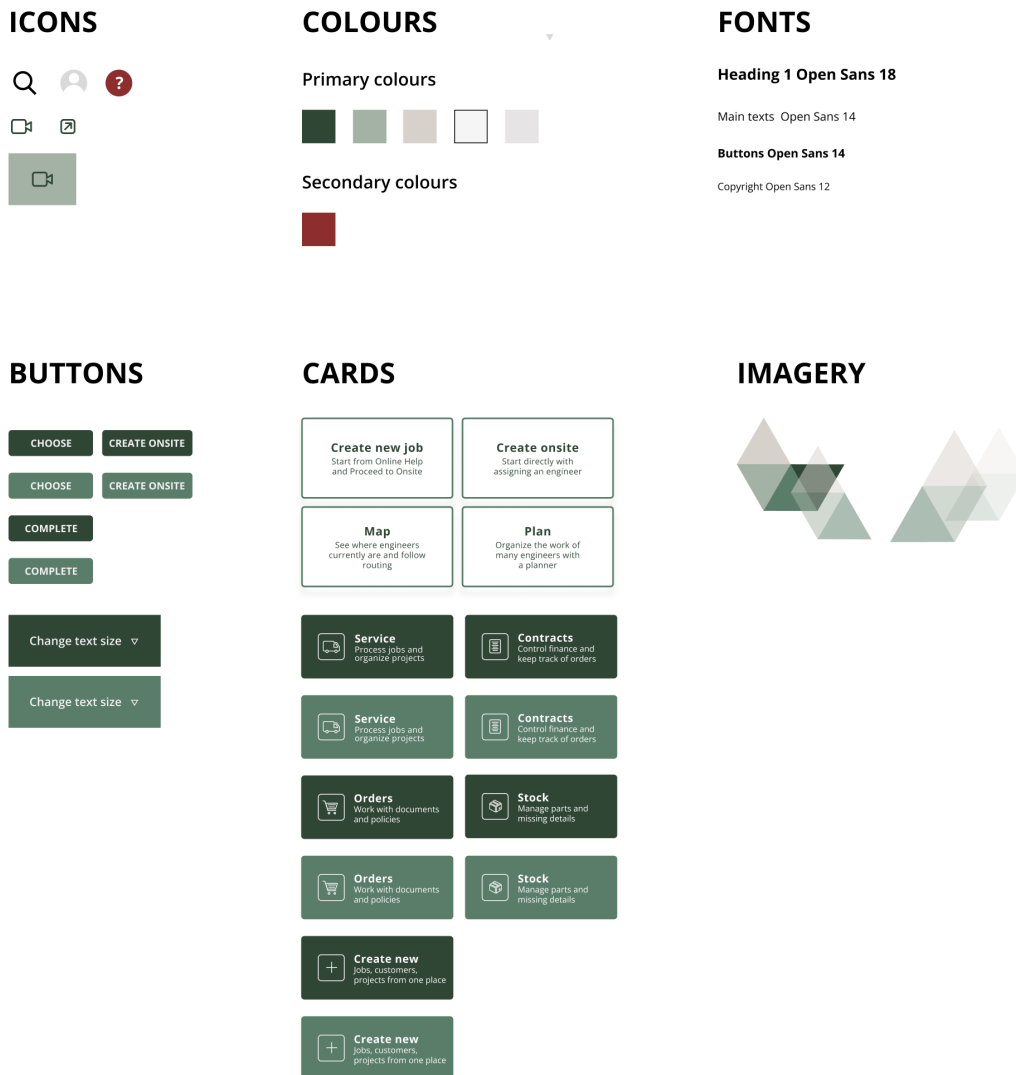 ICONS
?
COLOURS
Primary colours
Secondary colours
FONTS
Heading 1 Open Sans 18
Main texts  Open Sans 14
Buttons Open Sans 14
Copyright Open Sans 12
BUTTONS
CHOOSE
CREATE ONSITE
CHOOSE
CREATE ONSITE
COMPLETE
COMPLETE
Change text size
Change text size
CARDS
Create new job
Start from Online Help
and Proceed to Onsite
Create onsite
Start directly with
assigning an engineer
Map
See where engineers
currently are and follow
routing
Plan
Organize the work of
many engineers with
a planner
Service
Process jobs and
organize projects
Contracts
Control finance and
keep track of orders
Service
Process jobs and
organize projects
Contracts
Control finance and
keep track of orders
Orders
Work with documents
and policies
Stock
Manage parts and
missing details
Orders
Work with documents
and policies
Stock
Manage parts and
missing details
Create new
Jobs, customers,
projects from one place
Create new
Jobs, customers,
projects from one place
IMAGERY